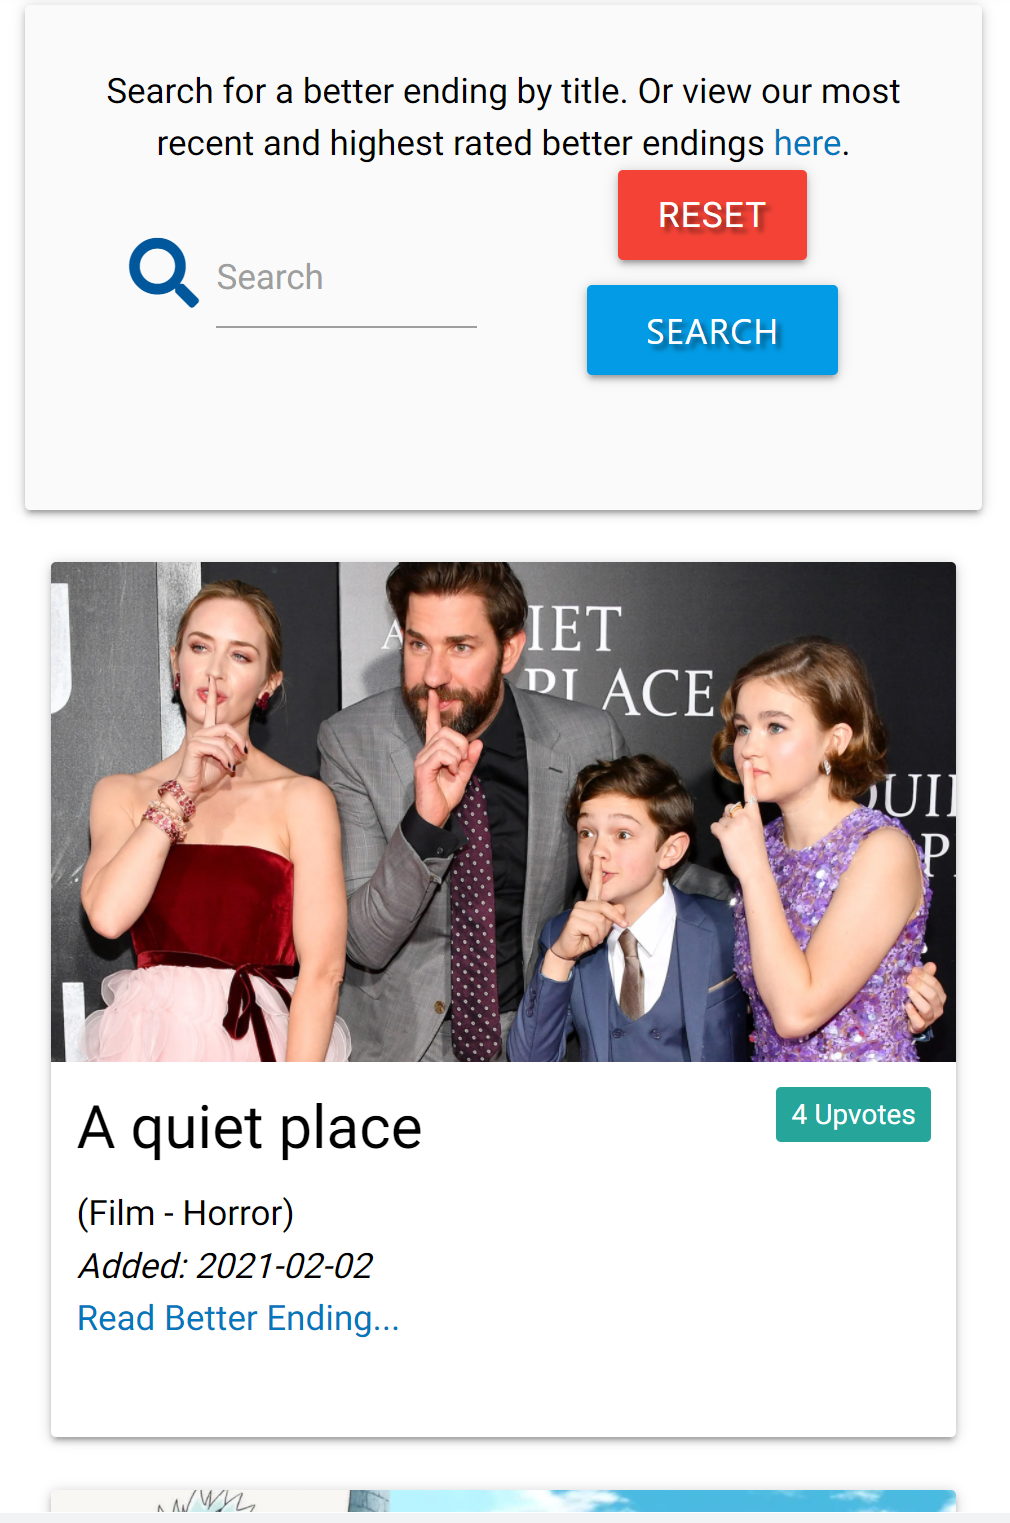 Search for a better ending by title. Or view our most
recent and highest rated better endings here.
RESET
Search
SEARCH
A IET
PLACE
QUI
P
A quiet place
4 Upvotes
(Film - Horror)
Added: 2021-02-02
Read Better Ending...